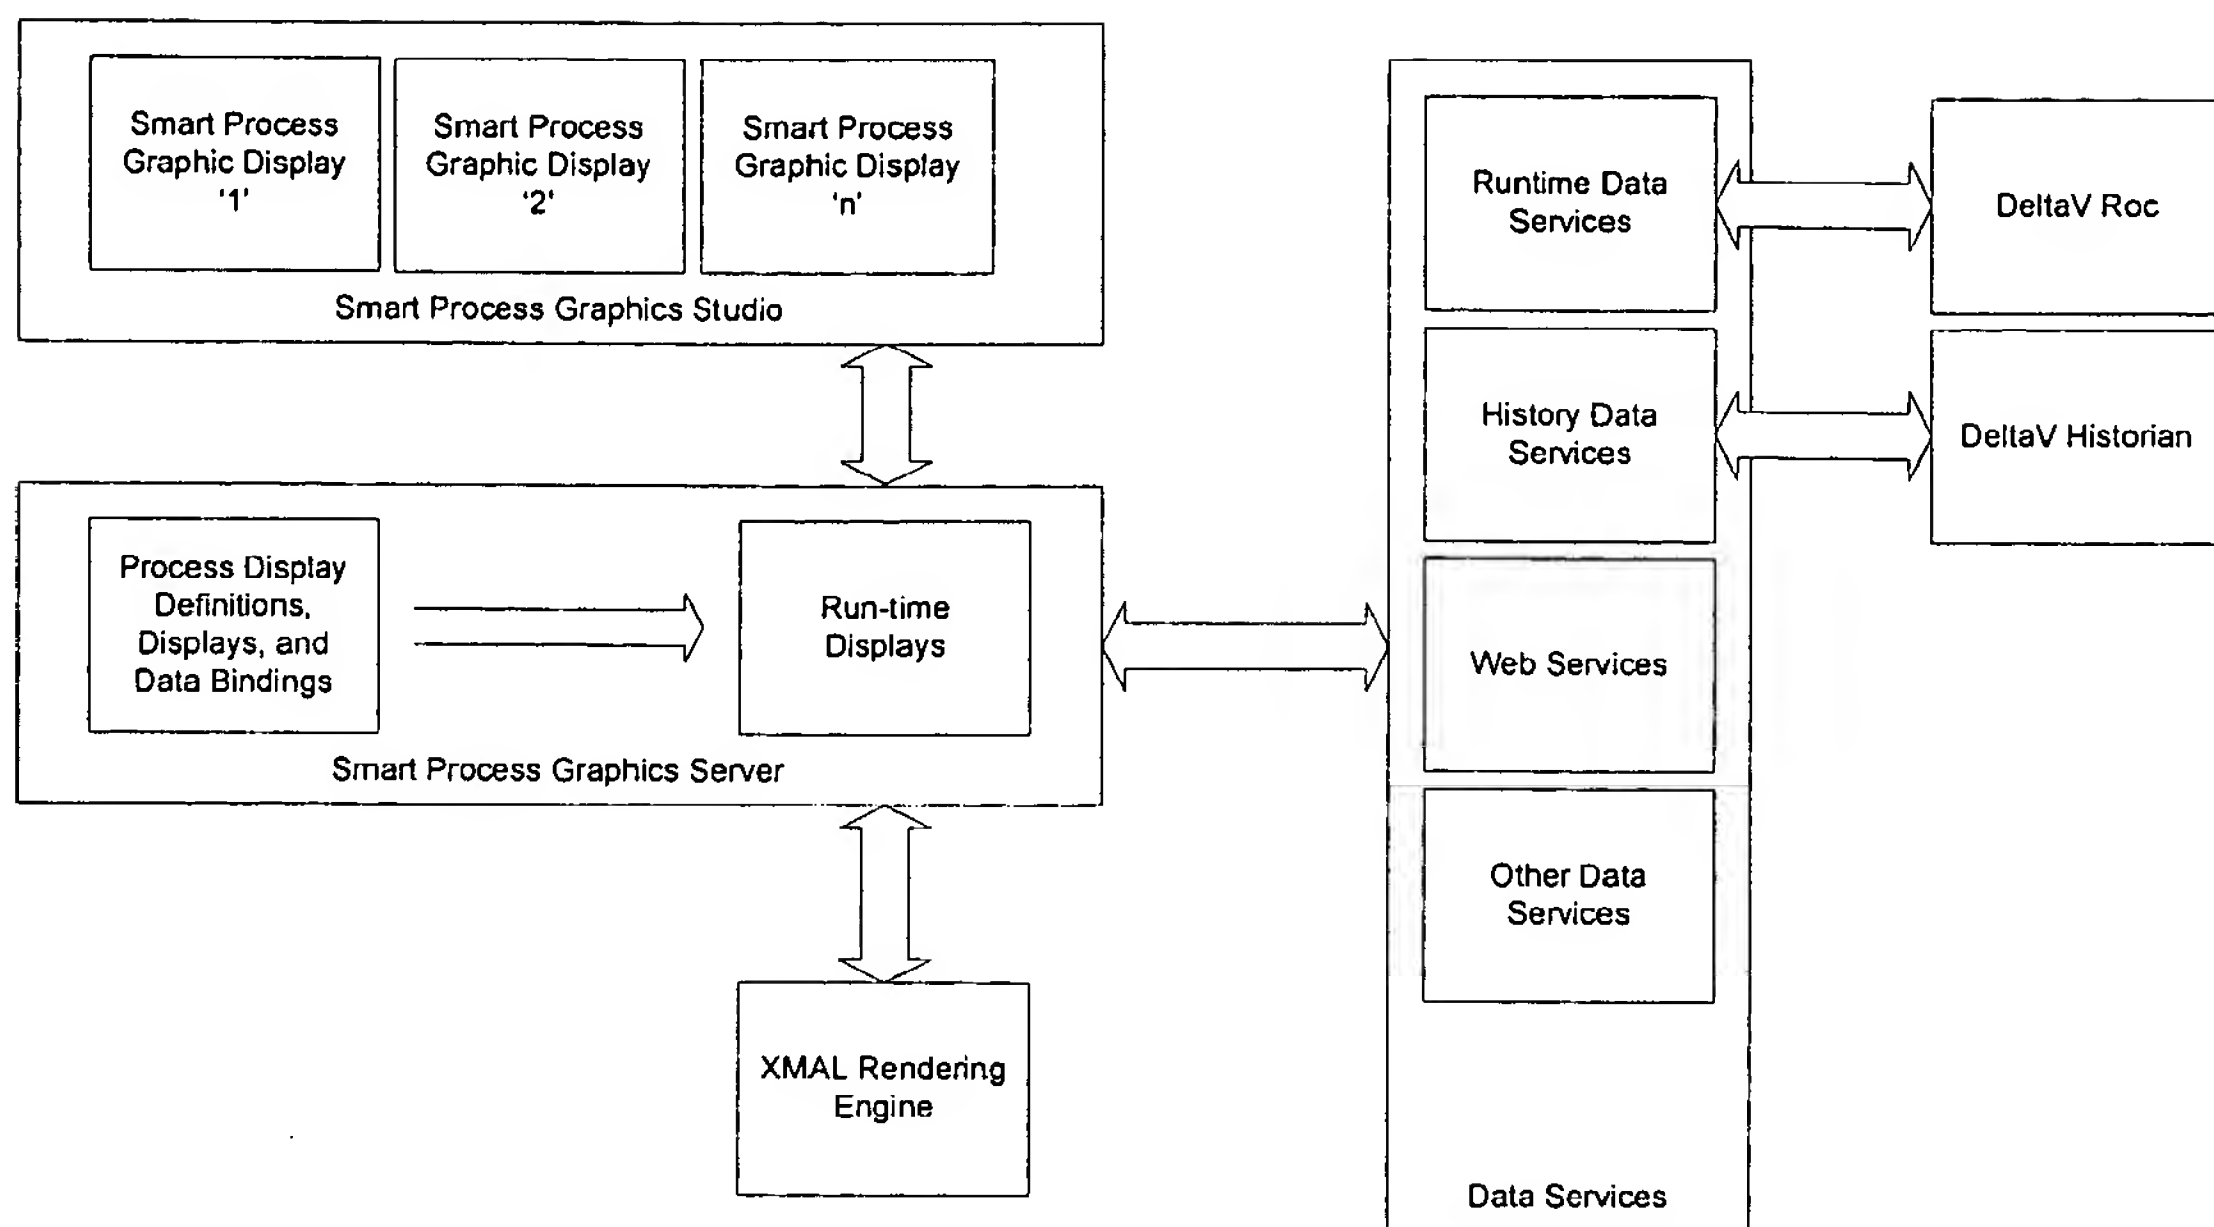 Smart Process
Graphic Display
'1'
Smart Process
Graphic Display
'2'
Smart Process
Graphic Display
'n'
Smart Process Graphics Studio
Process Display
Definitions,
Displays, and
Data Bindings
Run-time
Displays
Smart Process Graphics Server
XMAL Rendering
Engine
Runtime Data
Services
History Data
Services
Web Services
Other Data
Services
Data Services
DeltaV Roc
DeltaV Historian